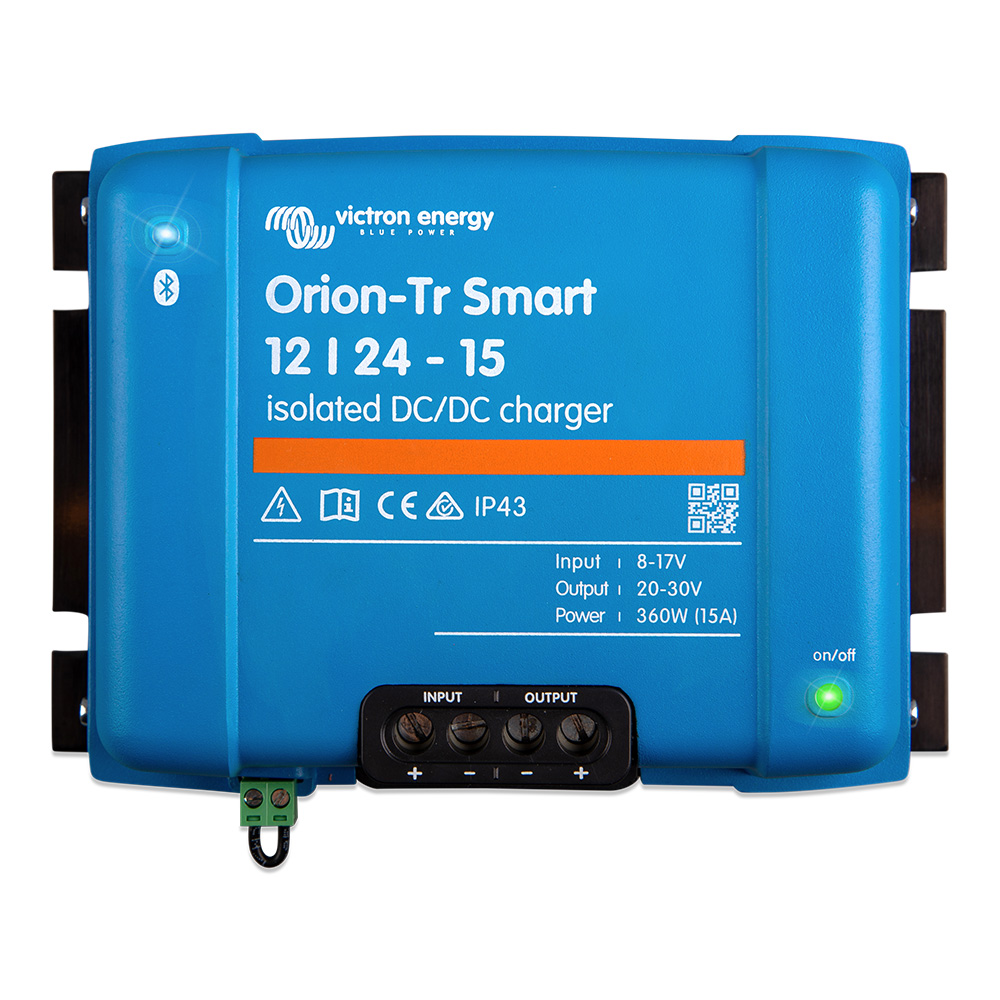 victron energy
BLUE POWER
Orion-Tr Smart
12 | 24 - 15
isolated DC/DC charger
CE IP43
Input | 8-17V
Output | 20-30V
Power | 360W (15A)
on/off
INPUT || OUTPUT
+ - || - +